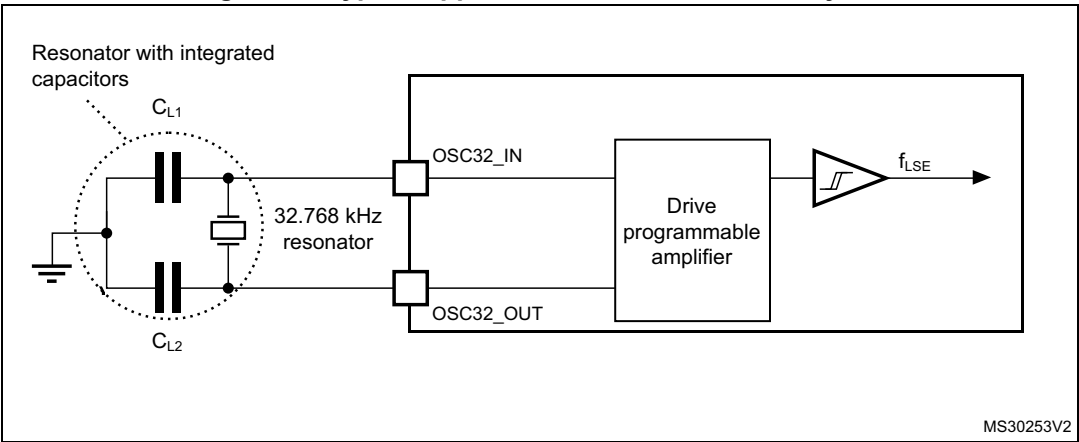 Resonator with integrated
capacitors
CL1
OSC32_IN
fLSE
32.768 kHz
resonator
Drive
programmable
amplifier
OSC32_OUT
CL2
MS30253V2